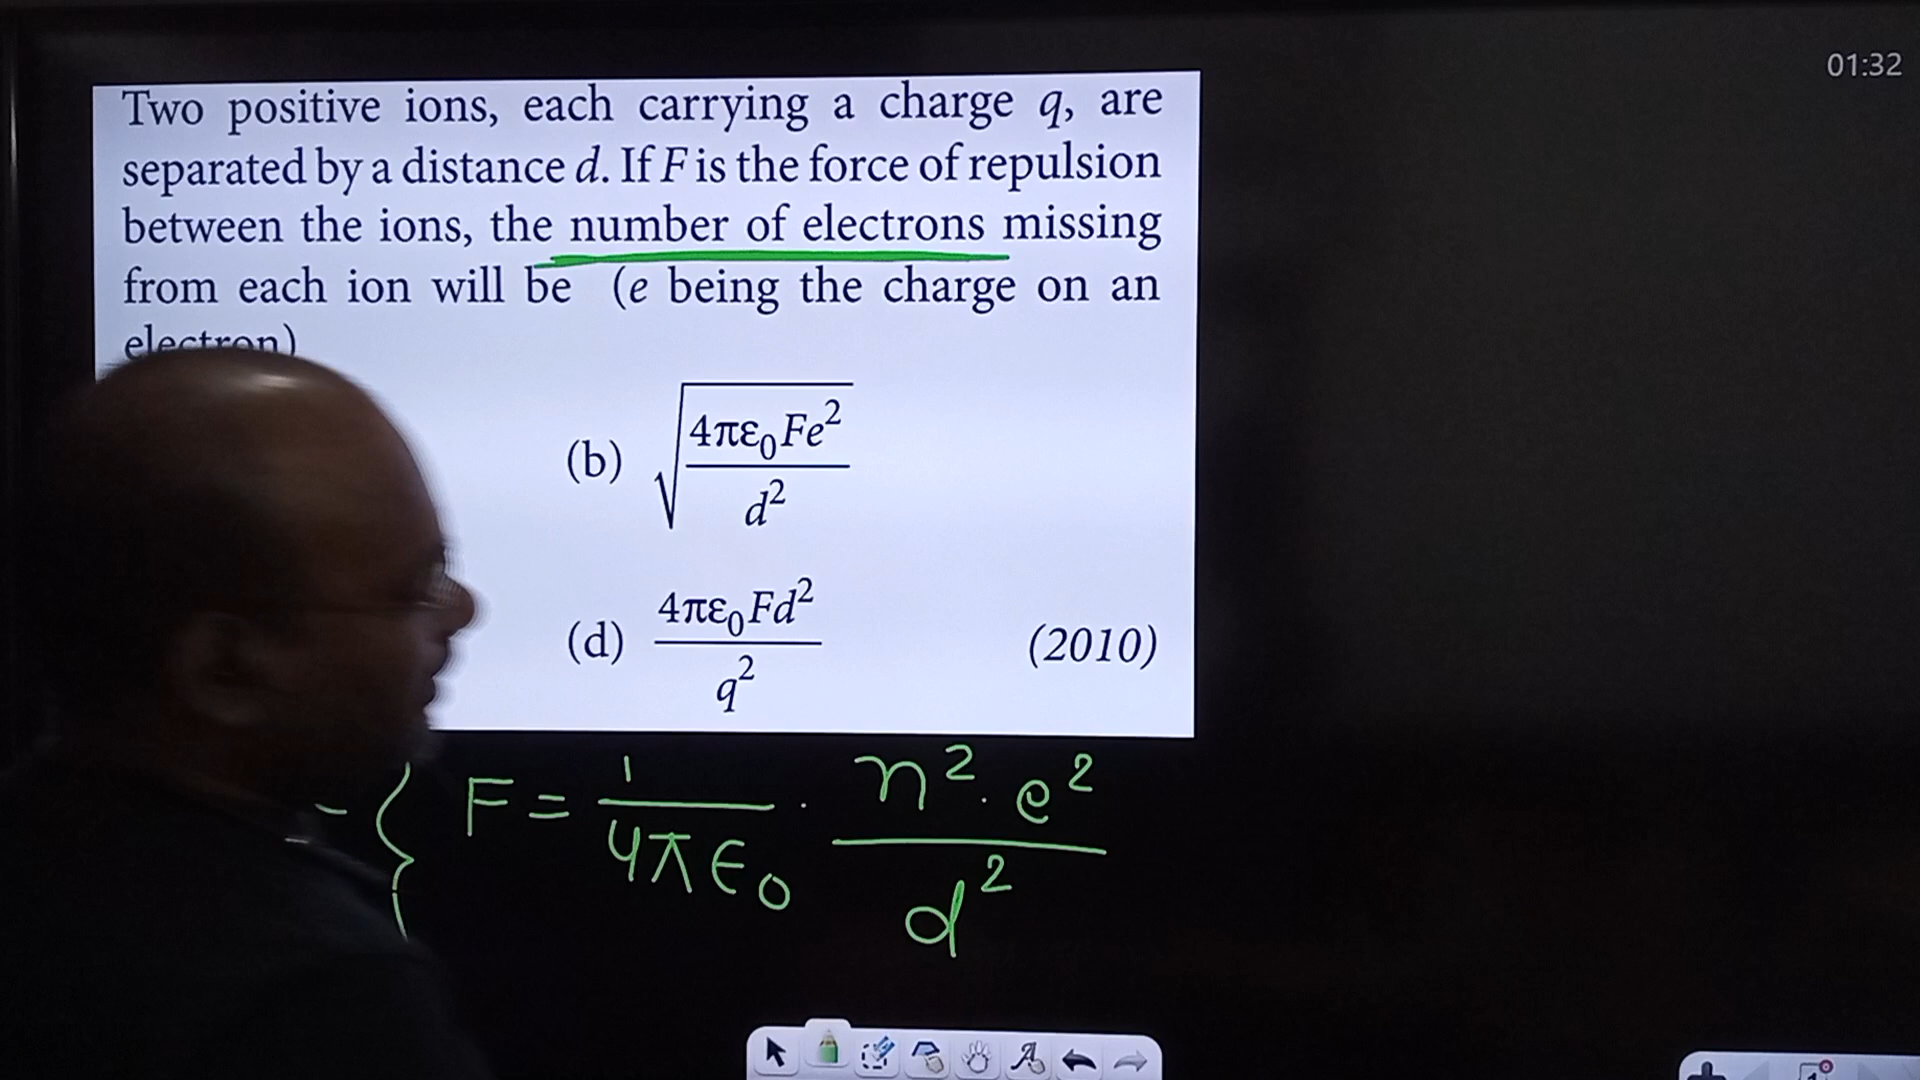 01:32
Two positive ions, each carrying a charge q, are
separated by a distance d. If F is the force of repulsion
between the ions, the number of electrons missing
from each ion will be (e being the charge on an
electron)
(b) √(4πε₀Fe²/d²)
(d) 4πε₀Fd²/q² (2010)
F = 1/4πϵ₀ · n²·e²/d²